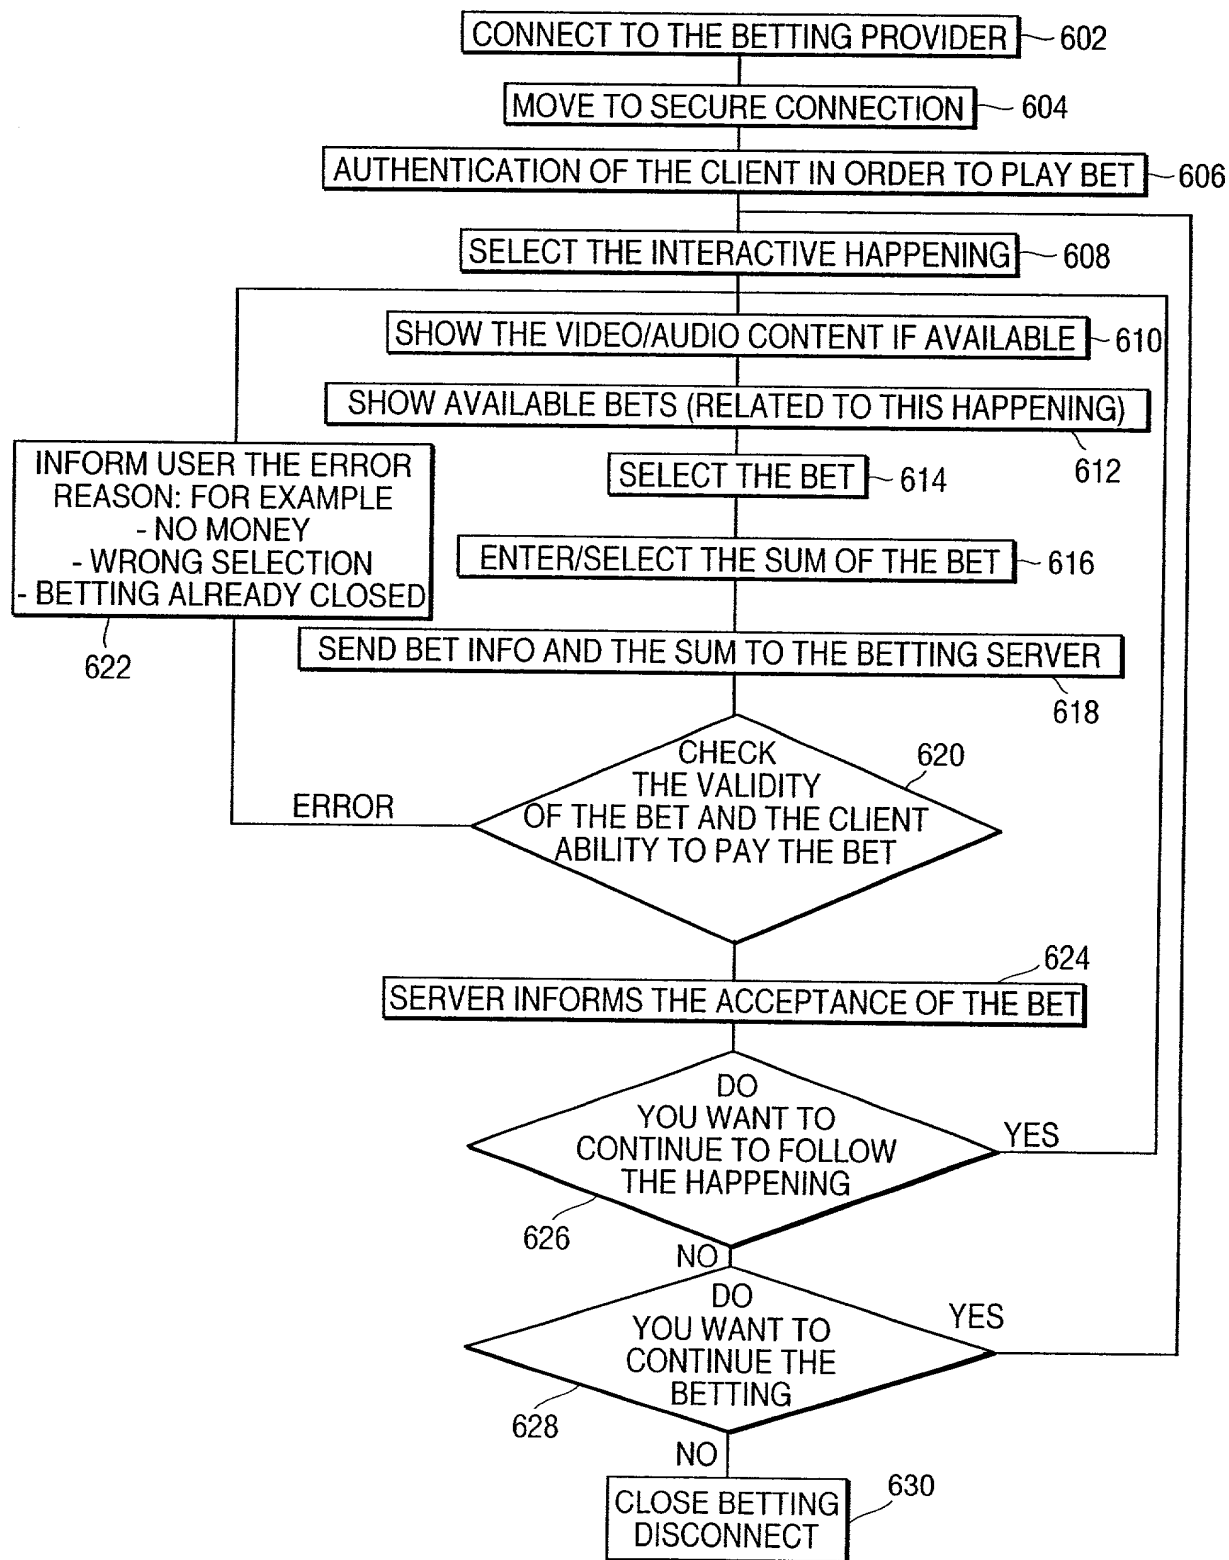 CONNECT TO THE BETTING PROVIDER
602
MOVE TO SECURE CONNECTION
604
AUTHENTICATION OF THE CLIENT IN ORDER TO PLAY BET
606
SELECT THE INTERACTIVE HAPPENING
608
SHOW THE VIDEO/AUDIO CONTENT IF AVAILABLE
610
SHOW AVAILABLE BETS (RELATED TO THIS HAPPENING)
612
SELECT THE BET
614
ENTER/SELECT THE SUM OF THE BET
616
SEND BET INFO AND THE SUM TO THE BETTING SERVER
618
INFORM USER THE ERROR
REASON: FOR EXAMPLE
- NO MONEY
- WRONG SELECTION
- BETTING ALREADY CLOSED
622
CHECK
THE VALIDITY
OF THE BET AND THE CLIENT
ABILITY TO PAY THE BET
620
ERROR
SERVER INFORMS THE ACCEPTANCE OF THE BET
624
DO
YOU WANT TO
CONTINUE TO FOLLOW
THE HAPPENING
626
YES
NO
DO
YOU WANT TO
CONTINUE THE
BETTING
628
YES
NO
CLOSE BETTING
DISCONNECT
630